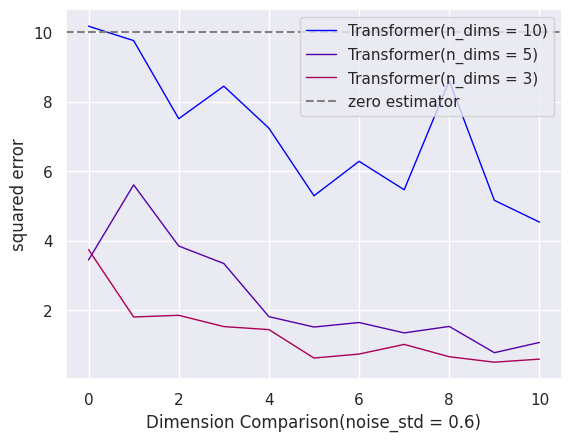 Transformer(n_dims = 10)
Transformer(n_dims = 5)
Transformer(n_dims = 3)
zero estimator
squared error
10
8
6
4
2
0 2 4 6 8 10
Dimension Comparison(noise_std = 0.6)